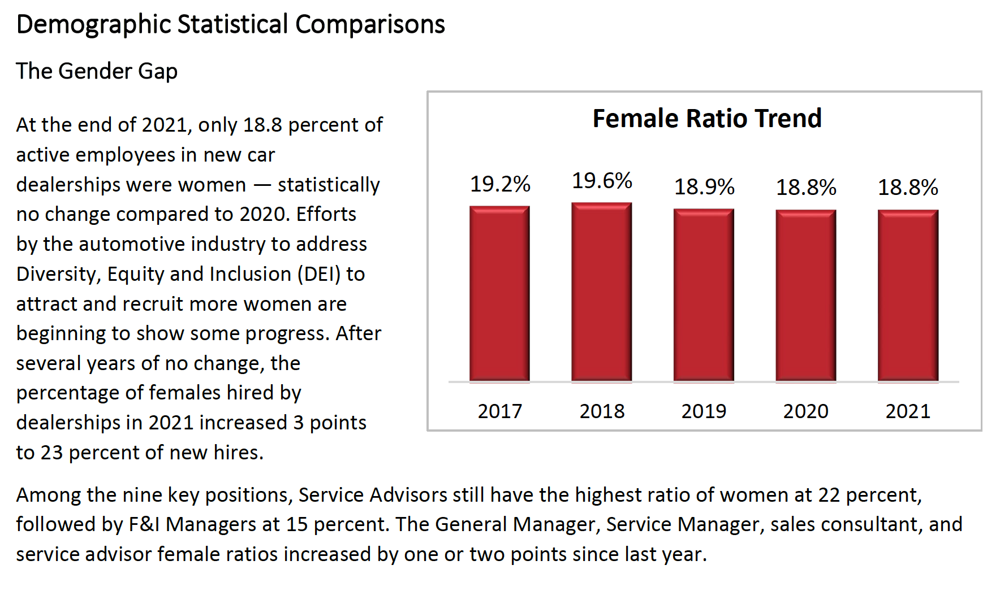 Demographic Statistical Comparisons
The Gender Gap
At the end of 2021, only 18.8 percent of
active employees in new car
dealerships were women — statistically
no change compared to 2020. Efforts
by the automotive industry to address
Diversity, Equity and Inclusion (DEI) to
attract and recruit more women are
beginning to show some progress. After
several years of no change, the
percentage of females hired by
dealerships in 2021 increased 3 points
to 23 percent of new hires.
Female Ratio Trend
19.2% 19.6% 18.9% 18.8% 18.8%
2017 2018 2019 2020 2021
Among the nine key positions, Service Advisors still have the highest ratio of women at 22 percent,
followed by F&I Managers at 15 percent. The General Manager, Service Manager, sales consultant, and
service advisor female ratios increased by one or two points since last year.